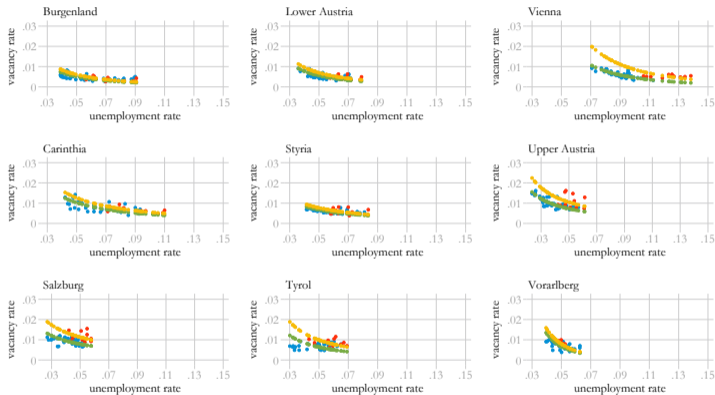 Burgenland
Lower Austria
Vienna
vacancy rate
.03
.02
.01
0
.03 .05 .07 .09 .11 .13 .15
unemployment rate
vacancy rate
.03
.02
.01
0
.03 .05 .07 .09 .11 .13 .15
unemployment rate
vacancy rate
.03
.02
.01
0
.03 .05 .07 .09 .11 .13 .15
unemployment rate
Carinthia
Styria
Upper Austria
vacancy rate
.03
.02
.01
0
.03 .05 .07 .09 .11 .13 .15
unemployment rate
vacancy rate
.03
.02
.01
0
.03 .05 .07 .09 .11 .13 .15
unemployment rate
vacancy rate
.03
.02
.01
0
.03 .05 .07 .09 .11 .13 .15
unemployment rate
Salzburg
Tyrol
Vorarlberg
vacancy rate
.03
.02
.01
0
.03 .05 .07 .09 .11 .13 .15
unemployment rate
vacancy rate
.03
.02
.01
0
.03 .05 .07 .09 .11 .13 .15
unemployment rate
vacancy rate
.03
.02
.01
0
.03 .05 .07 .09 .11 .13 .15
unemployment rate